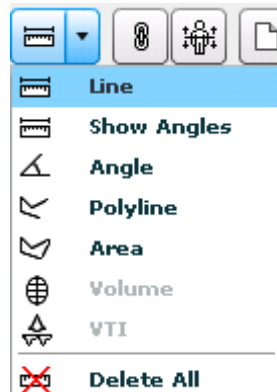 Line
Show Angles
Angle
Polyline
Area
Volume
VTI
Delete All